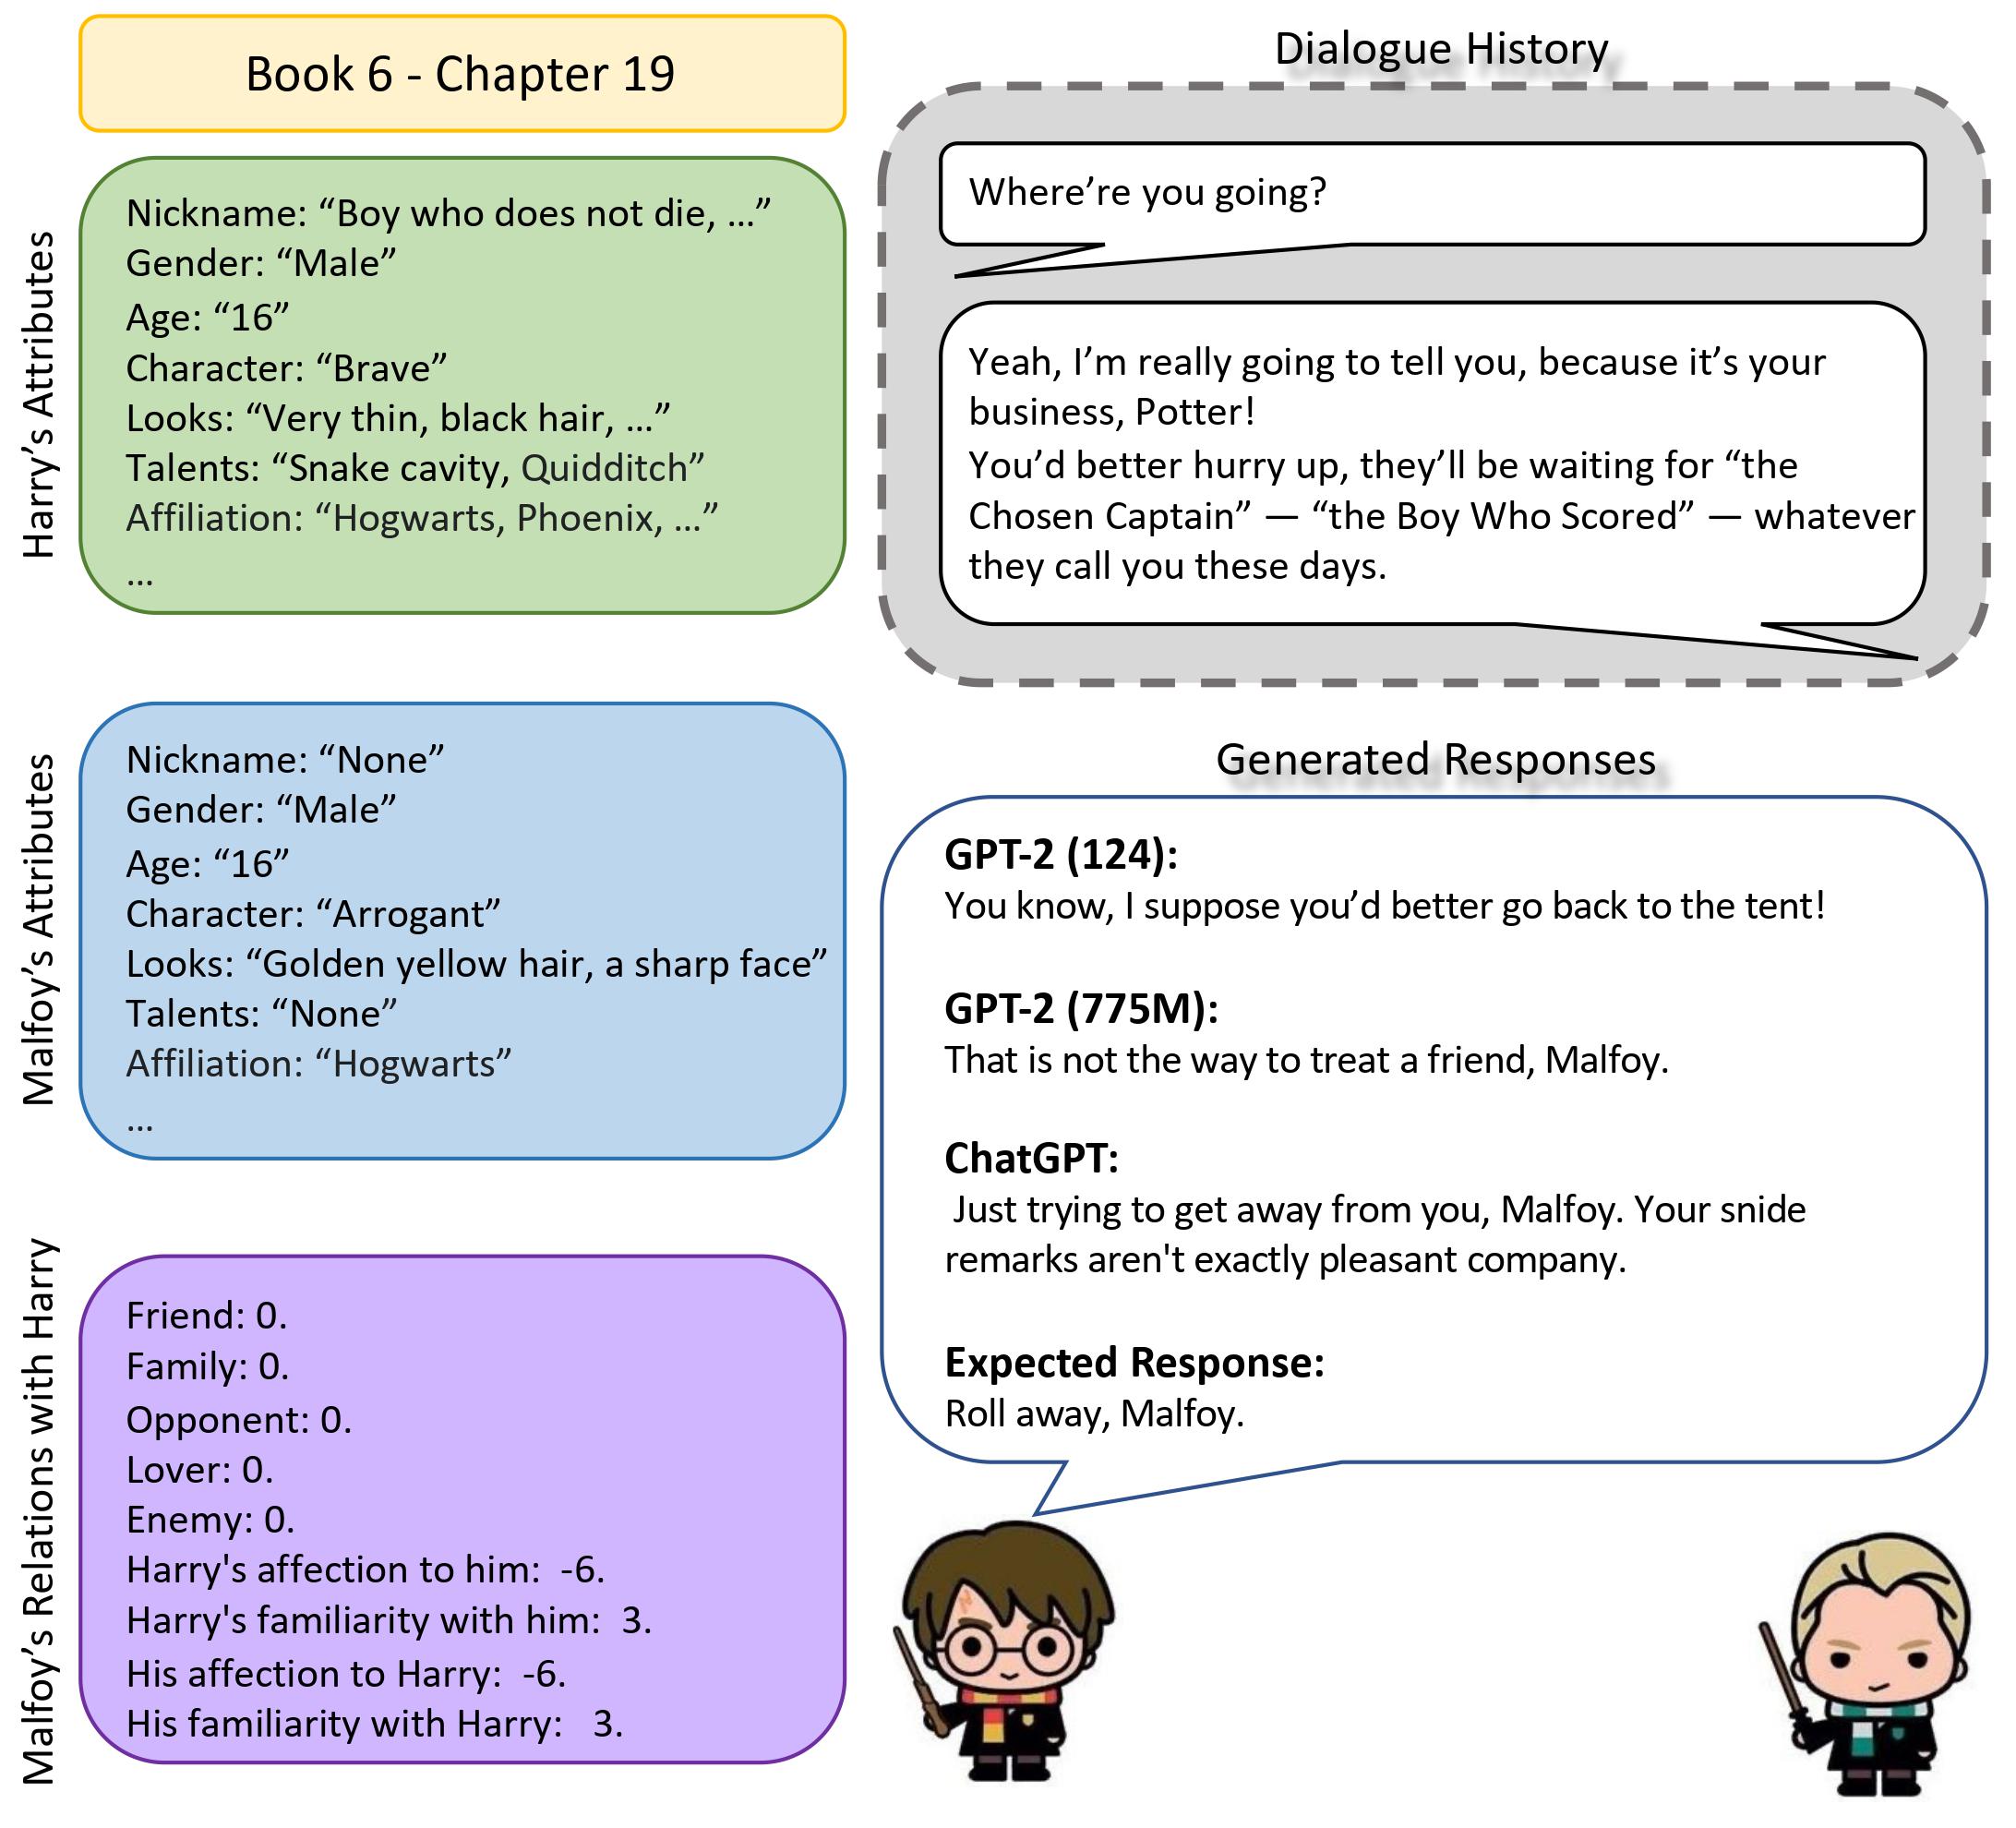 Book 6 - Chapter 19
Harry's Attributes
Nickname: “Boy who does not die, ...”
Gender: “Male”
Age: “16”
Character: “Brave”
Looks: “Very thin, black hair, ...”
Talents: “Snake cavity, Quidditch”
Affiliation: “Hogwarts, Phoenix, ...”
...
Malfoy’s Attributes
Nickname: “None”
Gender: “Male”
Age: “16”
Character: “Arrogant”
Looks: “Golden yellow hair, a sharp face”
Talents: “None”
Affiliation: “Hogwarts”
...
Malfoy’s Relations with Harry
Friend: 0.
Family: 0.
Opponent: 0.
Lover: 0.
Enemy: 0.
Harry's affection to him: -6.
Harry's familiarity with him: 3.
His affection to Harry: -6.
His familiarity with Harry: 3.
Dialogue History
Where’re you going?
Yeah, I’m really going to tell you, because it’s your
business, Potter!
You’d better hurry up, they’ll be waiting for “the
Chosen Captain” — “the Boy Who Scored” — whatever
they call you these days.
Generated Responses
GPT-2 (124):
You know, I suppose you’d better go back to the tent!
GPT-2 (775M):
That is not the way to treat a friend, Malfoy.
ChatGPT:
Just trying to get away from you, Malfoy. Your snide
remarks aren't exactly pleasant company.
Expected Response:
Roll away, Malfoy.